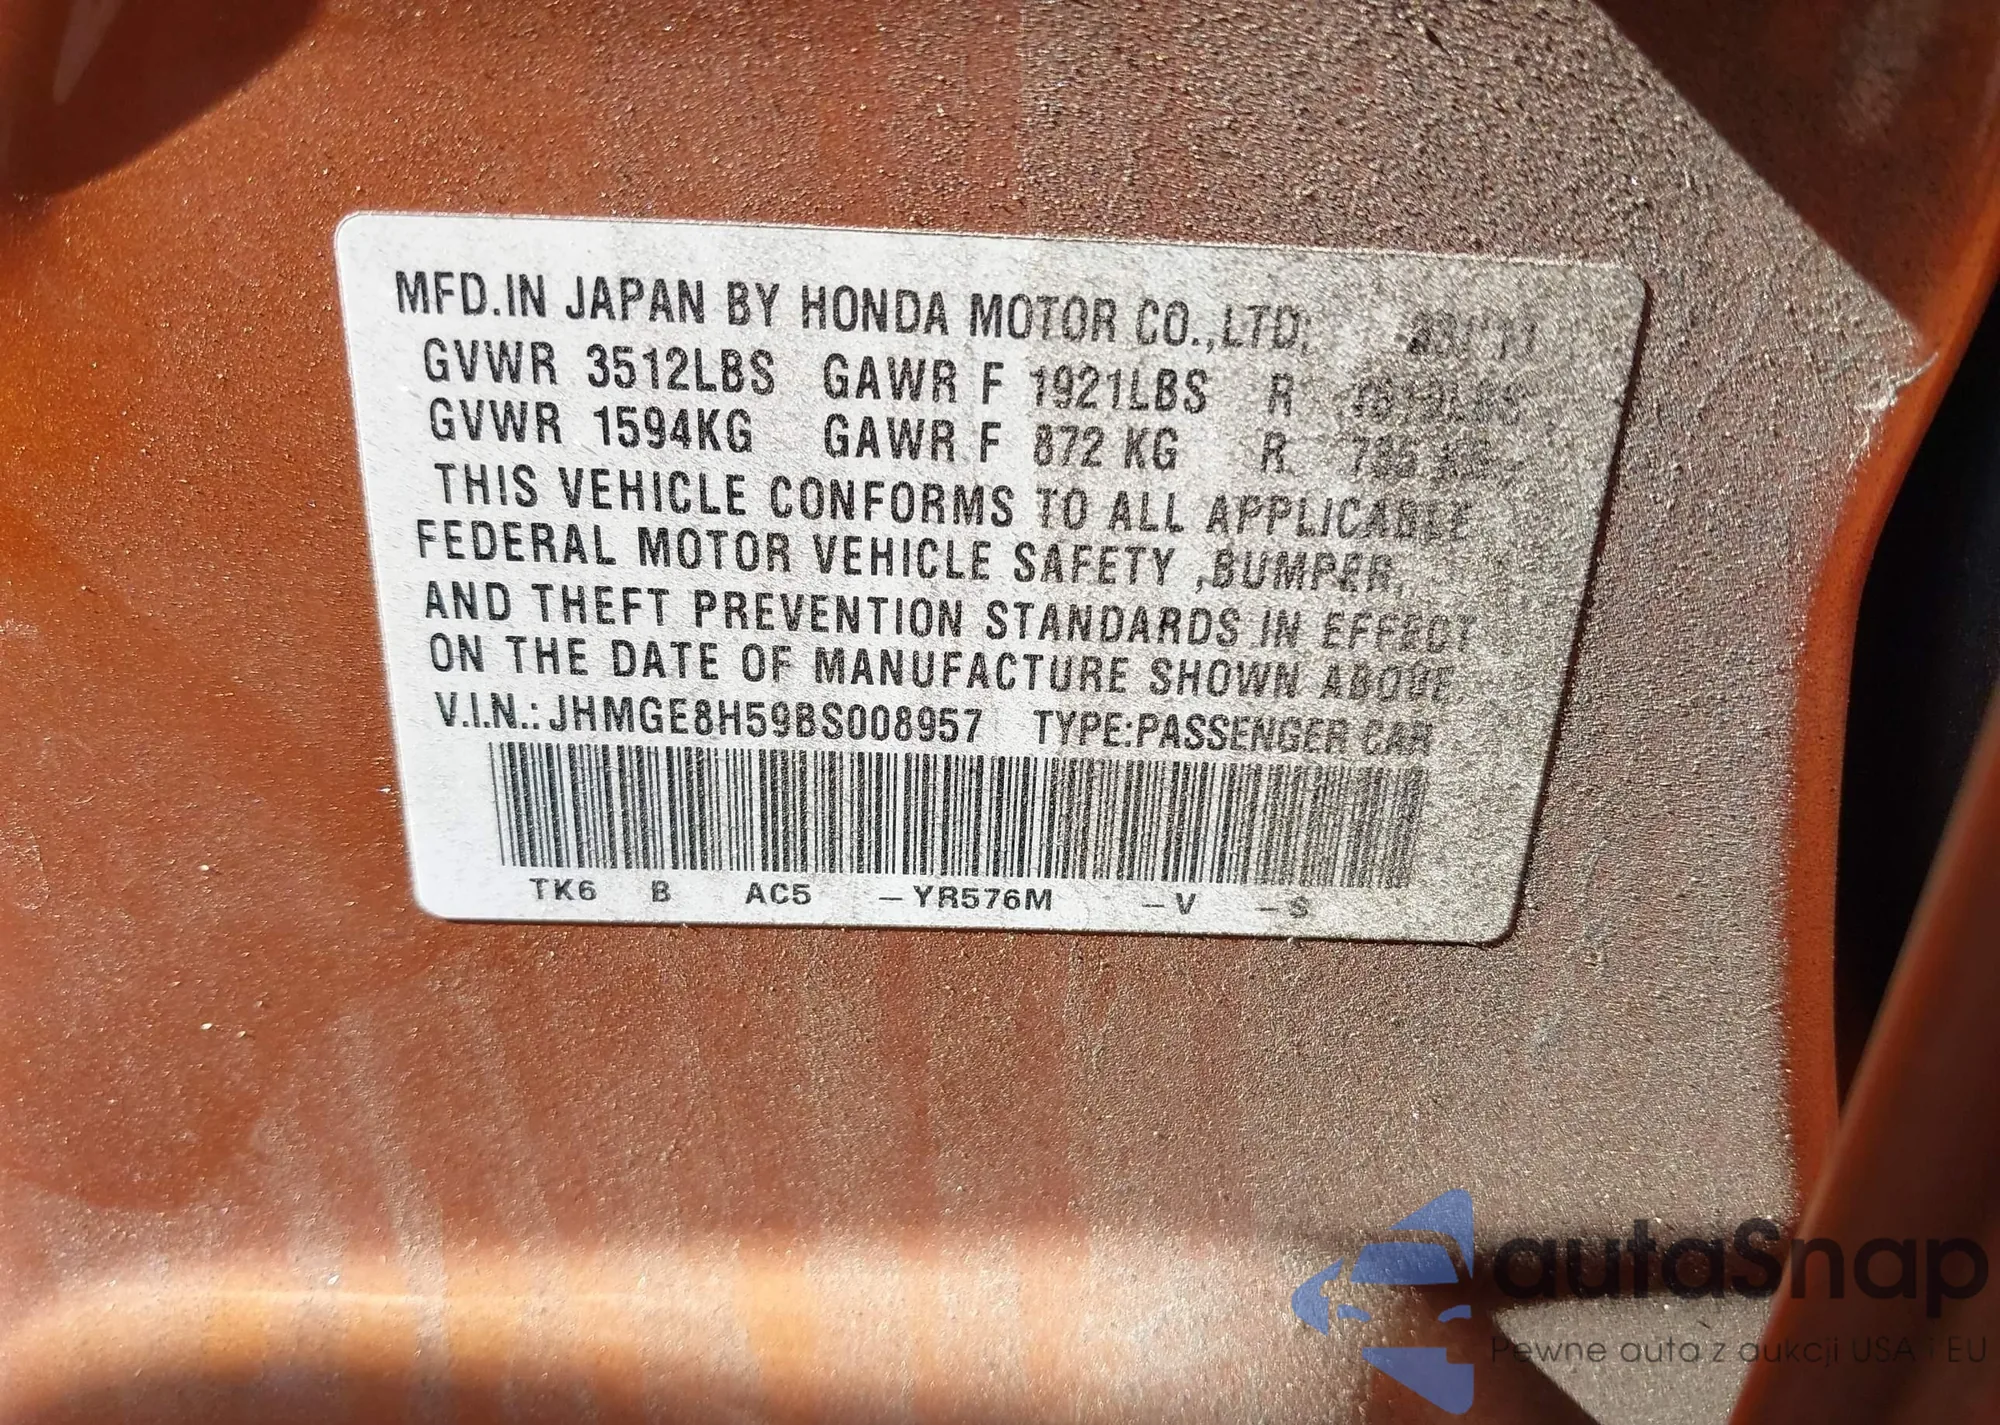 MFD.IN JAPAN BY HONDA MOTOR CO.,LTD.
GVWR 3512LBS GAWR F 1921LBS R
GVWR 1594KG GAWR F 872 KG R
THIS VEHICLE CONFORMS TO ALL APPLICABLE
FEDERAL MOTOR VEHICLE SAFETY ,BUMPER,
AND THEFT PREVENTION STANDARDS IN EFFECT
ON THE DATE OF MANUFACTURE SHOWN ABOVE.
V.I.N.: JHMGE8H59BS008957 TYPE:PASSENGER CAR
TK6 B AC5 –YR576M –V –S
autaSnap
Pewne auta z aukcji USA i EU